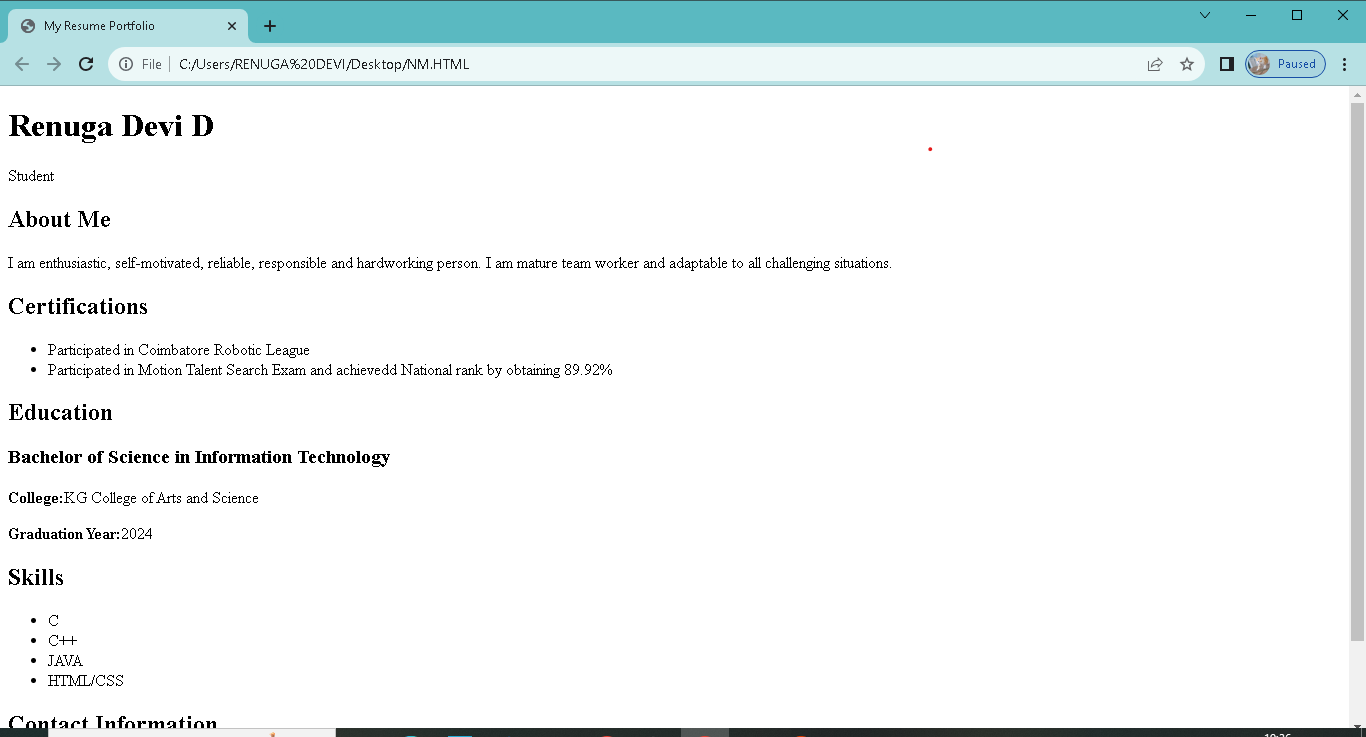 My Resume Portfolio
File
C:/Users/RENUGA%20DEVI/Desktop/NM.HTML
Paused
Renuga Devi D
Student
About Me
I am enthusiastic, self-motivated, reliable, responsible and hardworking person. I am mature team worker and adaptable to all challenging situations.
Certifications
Participated in Coimbatore Robotic League
Participated in Motion Talent Search Exam and achievedd National rank by obtaining 89.92%
Education
Bachelor of Science in Information Technology
College:KG College of Arts and Science
Graduation Year:2024
Skills
C
C++
JAVA
HTML/CSS
Contact Information